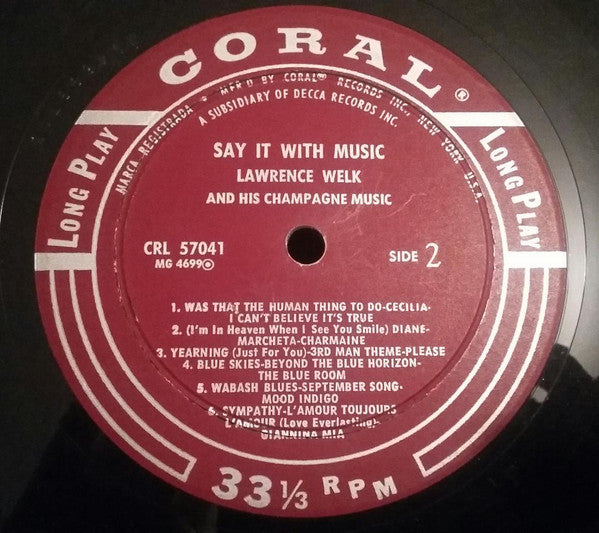 CORAL®
LONG PLAY
LONG PLAY
MARCA REGISTRADA • MFR'D BY CORAL RECORDS INC., NEW YORK, U.S.A.
A SUBSIDIARY OF DECCA RECORDS INC.
SAY IT WITH MUSIC
LAWRENCE WELK
AND HIS CHAMPAGNE MUSIC
CRL 57041
MG 4699
SIDE 2
1. WAS THAT THE HUMAN THING TO DO-CECILIA-
I CAN'T BELIEVE IT'S TRUE
2. (I'm In Heaven When I See You Smile) DIANE-
MARCHETA-CHARMAINE
3. YEARNING (Just For You)-3RD MAN THEME-PLEASE
4. BLUE SKIES-BEYOND THE BLUE HORIZON-
THE BLUE ROOM
5. WABASH BLUES-SEPTEMBER SONG-
MOOD INDIGO
6. SYMPATHY-L'AMOUR TOUJOURS
L'AMOUR (Love Everlasting)-
GIANNINA MIA
33 1/3 RPM